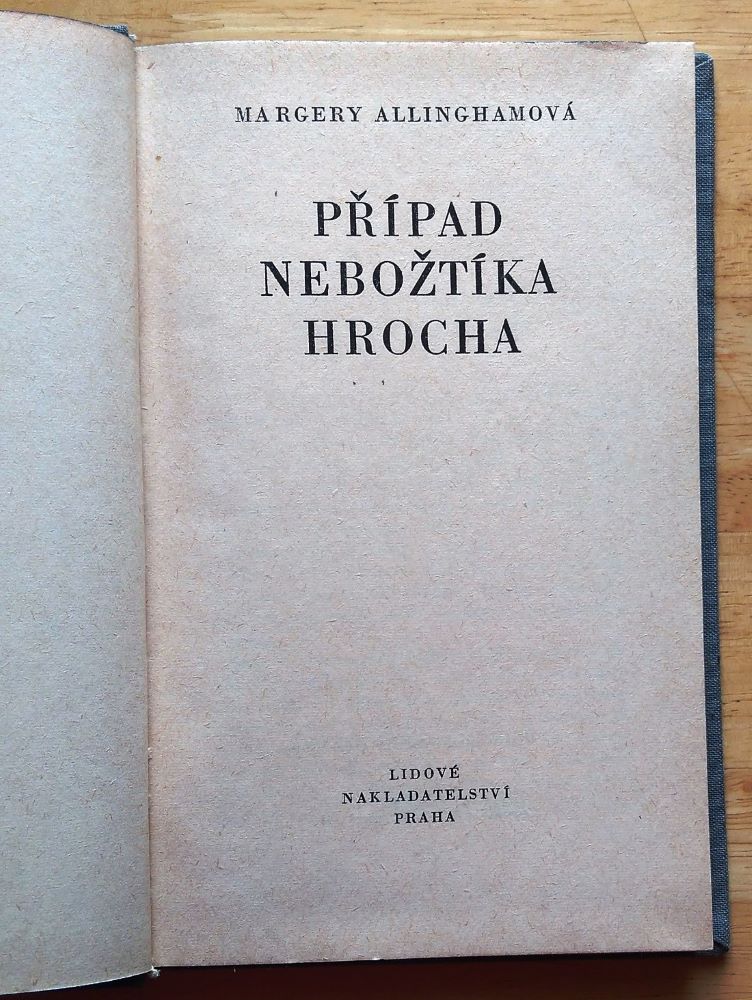 MARGERY ALLINGHAMOVÁ
PŘÍPAD
NEBOŽTÍKA
HROCHA
LIDOVÉ
NAKLADATELSTVÍ
PRAHA